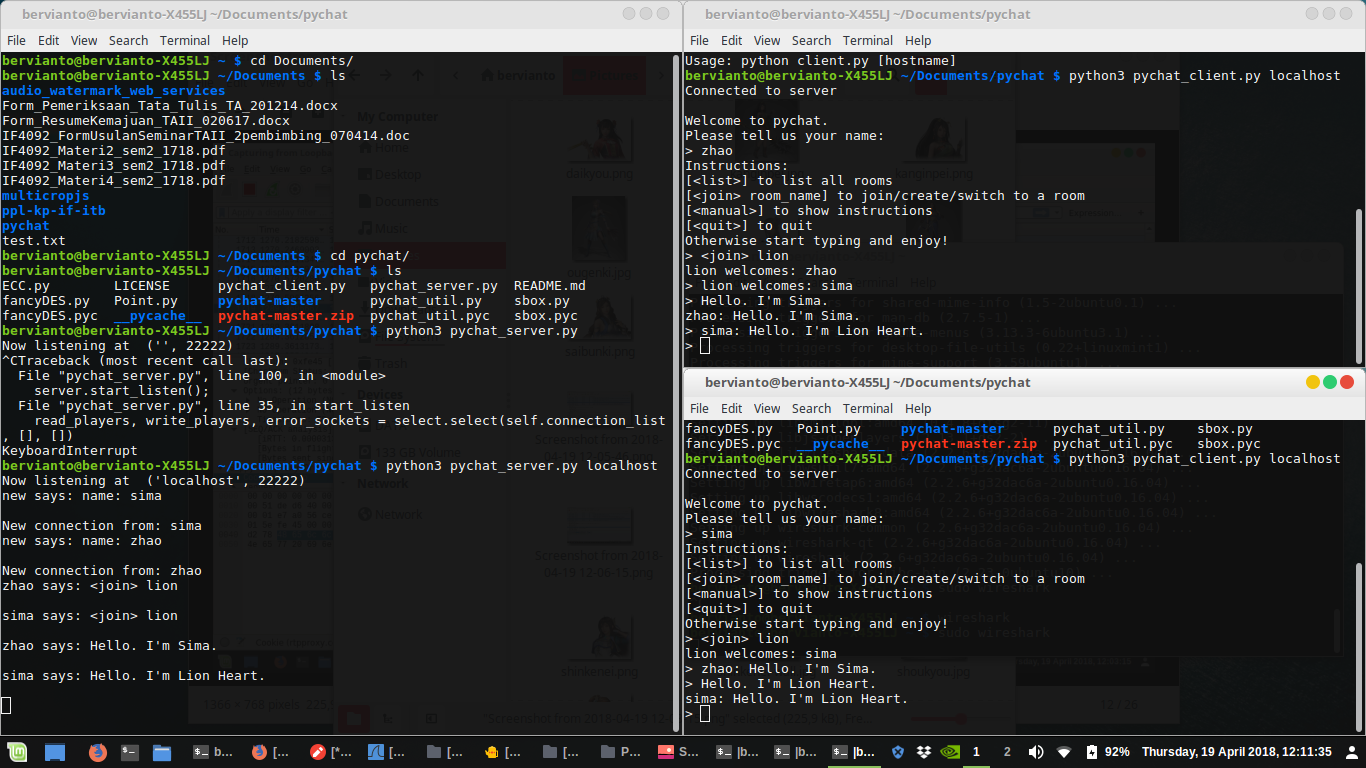 bervianto@bervianto-X455LJ ~/Documents/pychat
File Edit View Search Terminal Help
bervianto@bervianto-X455LJ ~ $ cd Documents/
bervianto@bervianto-X455LJ ~/Documents $ ls
audio_watermark_web_services
Form_Pemeriksaan_Tata_Tulis_TA_201214.docx
Form_ResumeKemajuan_TAII_020617.docx
IF4092_FormUsulanSeminarTAII_2pembimbing_070414.doc
IF4092_Materi2_sem2_1718.pdf
IF4092_Materi3_sem2_1718.pdf
IF4092_Materi4_sem2_1718.pdf
multicropjs
ppl-kp-if-itb
pychat
test.txt
bervianto@bervianto-X455LJ ~/Documents $ cd pychat/
bervianto@bervianto-X455LJ ~/Documents/pychat $ ls
ECC.py LICENSE pychat_client.py pychat_server.py README.md
fancyDES.py Point.py pychat-master pychat_util.py sbox.py
fancyDES.pyc __pycache__ pychat-master.zip pychat_util.pyc sbox.pyc
bervianto@bervianto-X455LJ ~/Documents/pychat $ python3 pychat_server.py
Now listening at ('', 22222)
^CTraceback (most recent call last):
File "pychat_server.py", line 100, in <module>
server.start_listen();
File "pychat_server.py", line 35, in start_listen
read_players, write_players, error_sockets = select.select(self.connection_list
, [], [])
KeyboardInterrupt
bervianto@bervianto-X455LJ ~/Documents/pychat $ python3 pychat_server.py localhost
Now listening at ('localhost', 22222)
new says: name: sima
New connection from: sima
new says: name: zhao
New connection from: zhao
zhao says: <join> lion
sima says: <join> lion
zhao says: Hello. I'm Sima.
sima says: Hello. I'm Lion Heart.
bervianto@bervianto-X455LJ ~/Documents/pychat
File Edit View Search Terminal Help
Usage: python client.py [hostname]
bervianto@bervianto-X455LJ ~/Documents/pychat $ python3 pychat_client.py localhost
Connected to server
Welcome to pychat.
Please tell us your name:
> zhao
Instructions:
[<list>] to list all rooms
[<join> room_name] to join/create/switch to a room
[<manual>] to show instructions
[<quit>] to quit
Otherwise start typing and enjoy!
> <join> lion
lion welcomes: zhao
> lion welcomes: sima
> Hello. I'm Sima.
zhao: Hello. I'm Sima.
> sima: Hello. I'm Lion Heart.
>
bervianto@bervianto-X455LJ ~/Documents/pychat
File Edit View Search Terminal Help
fancyDES.py Point.py pychat-master pychat_util.py sbox.py
fancyDES.pyc __pycache__ pychat-master.zip pychat_util.pyc sbox.pyc
bervianto@bervianto-X455LJ ~/Documents/pychat $ python3 pychat_client.py localhost
Connected to server
Welcome to pychat.
Please tell us your name:
> sima
Instructions:
[<list>] to list all rooms
[<join> room_name] to join/create/switch to a room
[<manual>] to show instructions
[<quit>] to quit
Otherwise start typing and enjoy!
> <join> lion
lion welcomes: sima
> zhao: Hello. I'm Sima.
> Hello. I'm Lion Heart.
sima: Hello. I'm Lion Heart.
>
b... [... [*... [... [... [... [... P... S... |b... |b... |b... 1 2 92% Thursday, 19 April 2018, 12:11:35